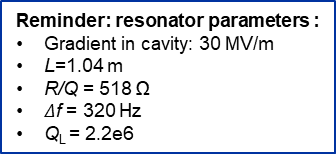 Reminder: resonator parameters :
• Gradient in cavity: 30 MV/m
• L=1.04 m
• R/Q = 518 Ω
• Δf = 320 Hz
• QL = 2.2e6